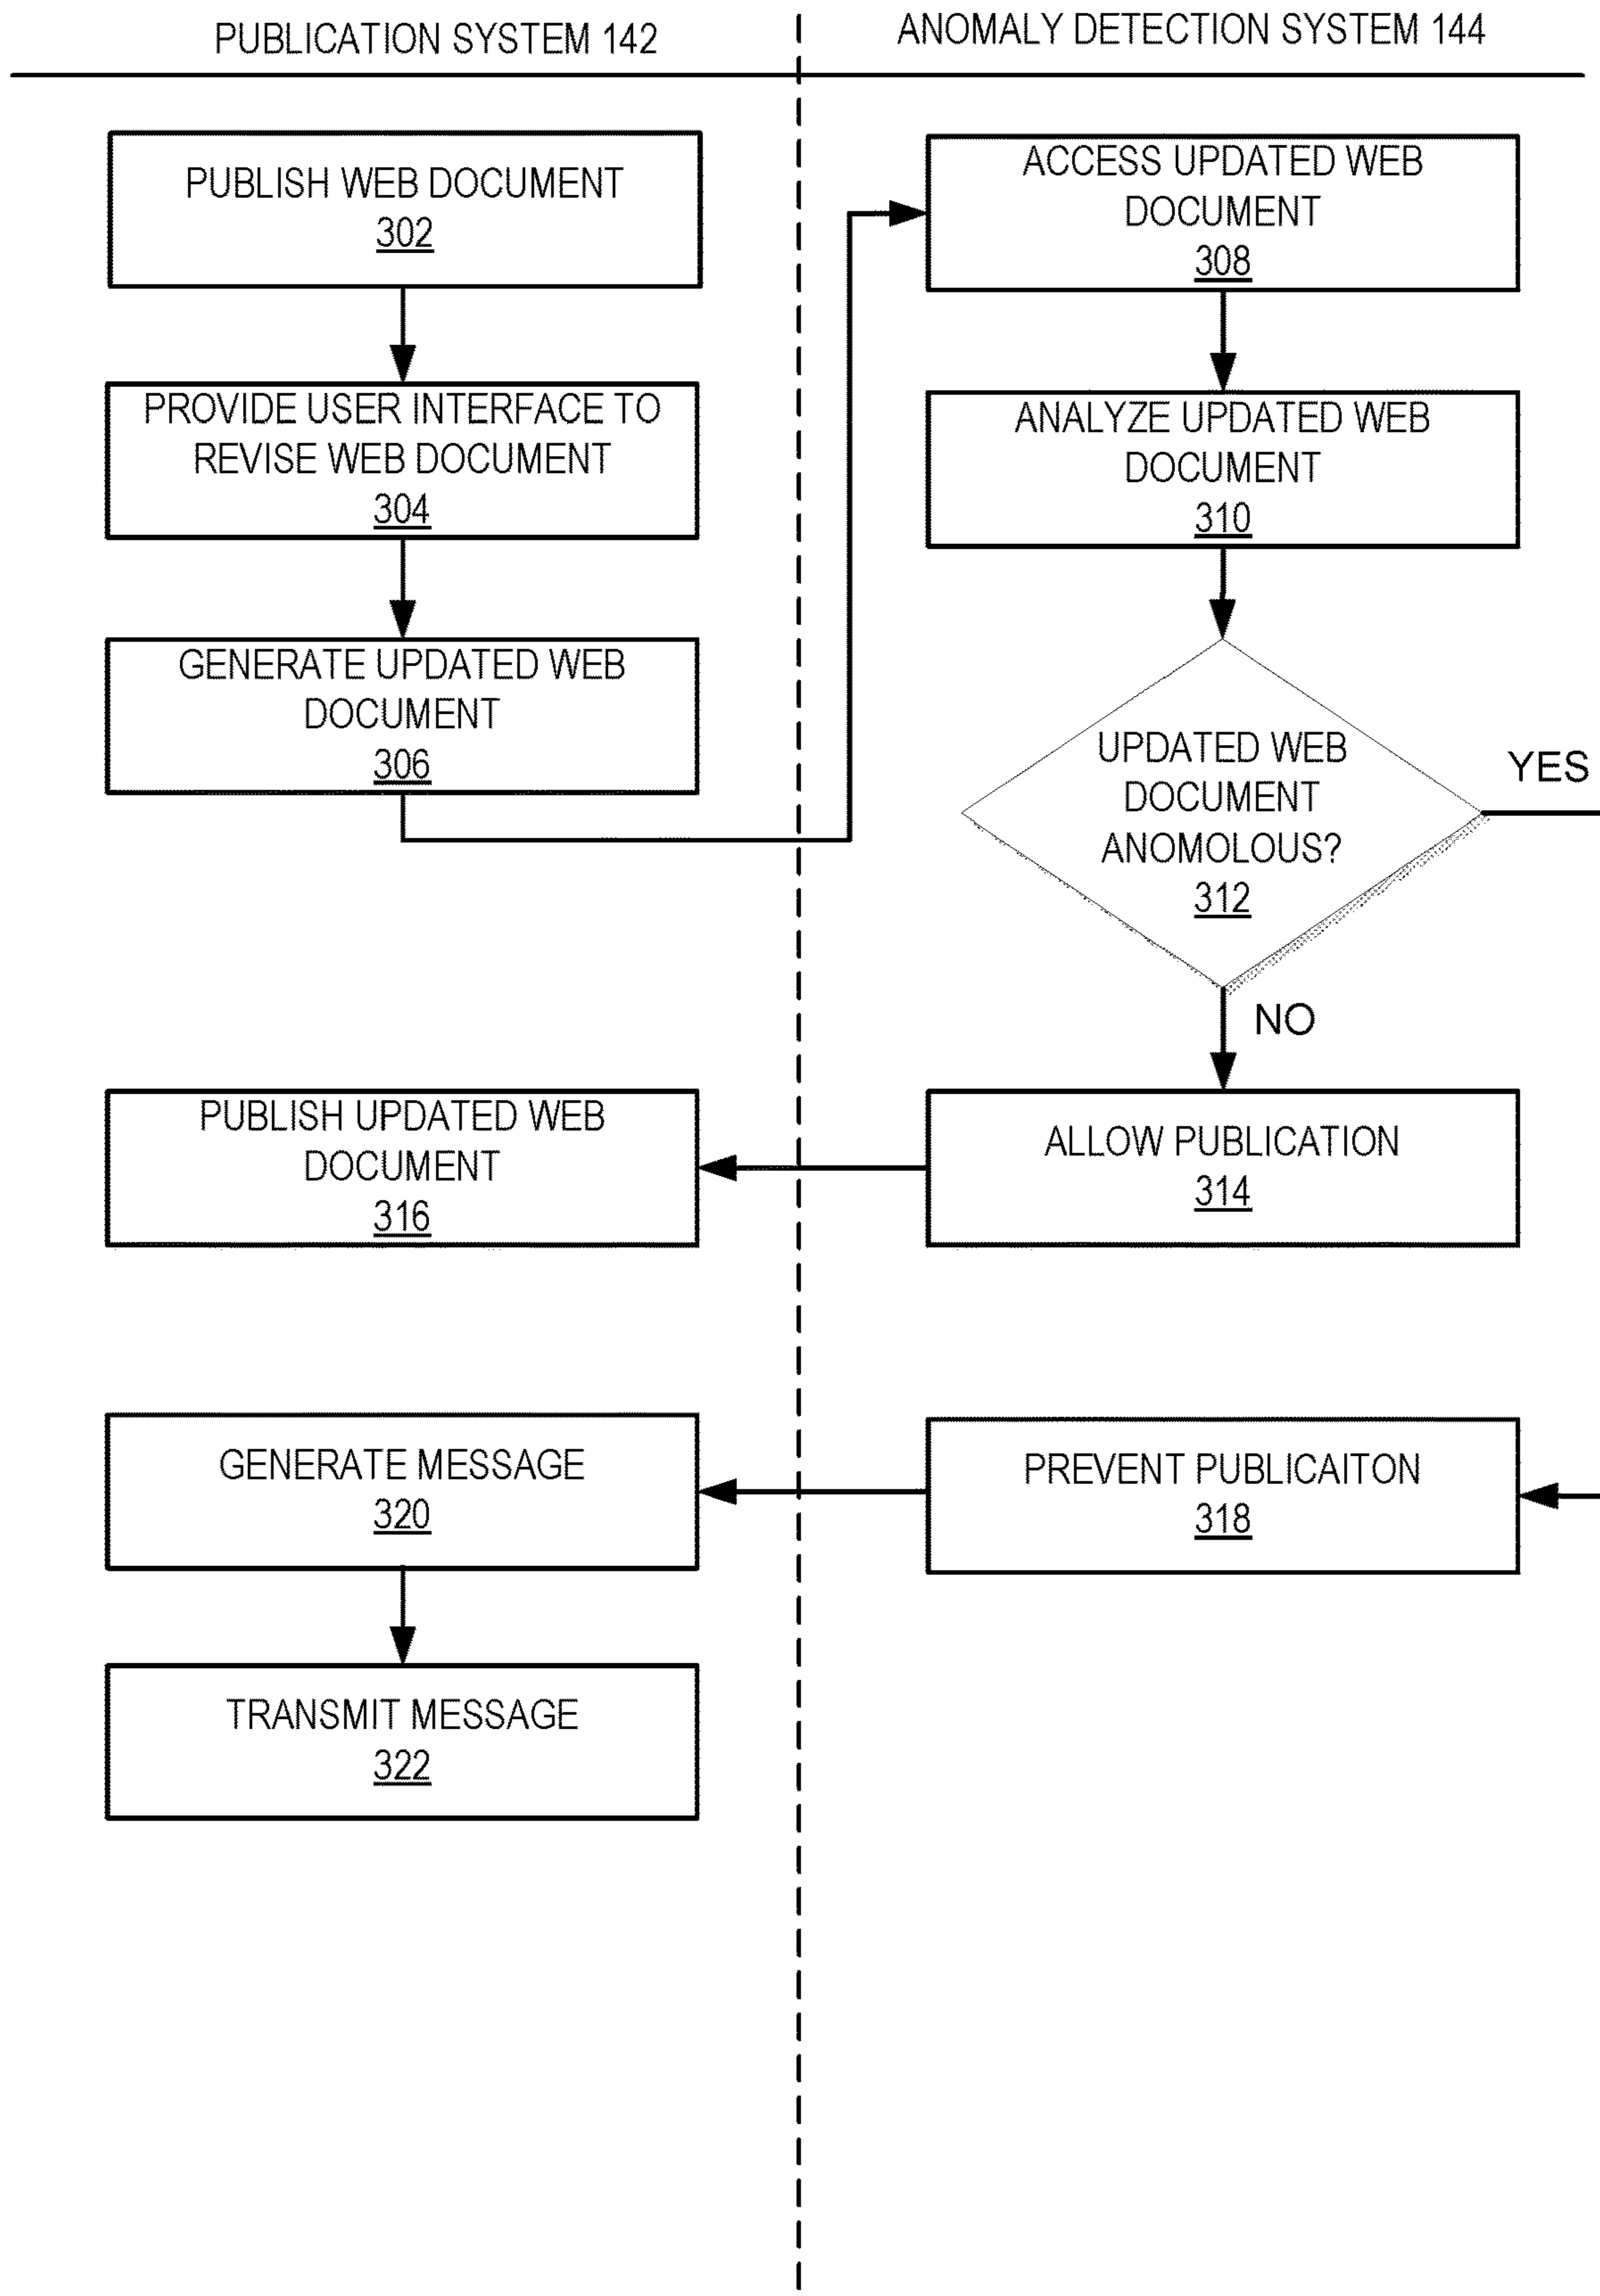 PUBLICATION SYSTEM 142
ANOMALY DETECTION SYSTEM 144
PUBLISH WEB DOCUMENT
302
PROVIDE USER INTERFACE TO
REVISE WEB DOCUMENT
304
GENERATE UPDATED WEB
DOCUMENT
306
ACCESS UPDATED WEB
DOCUMENT
308
ANALYZE UPDATED WEB
DOCUMENT
310
UPDATED WEB
DOCUMENT
ANOMOLOUS?
312
YES
NO
ALLOW PUBLICATION
314
PUBLISH UPDATED WEB
DOCUMENT
316
PREVENT PUBLICAITON
318
GENERATE MESSAGE
320
TRANSMIT MESSAGE
322